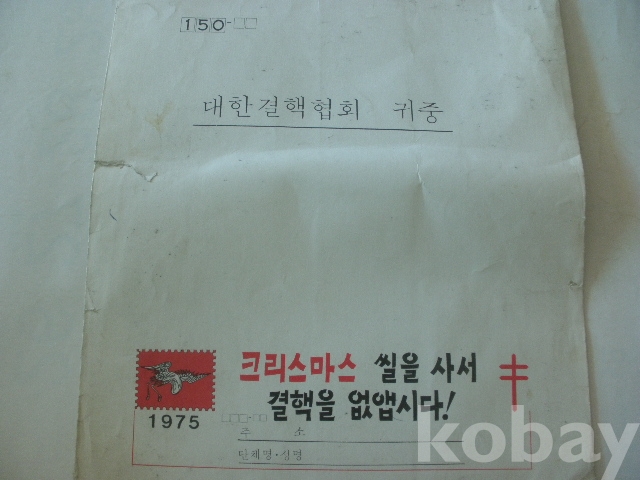 150-□□
대한결핵협회 귀중
크리스마스 씰을 사서
결핵을 없앱시다!
1975
□□□-□□
주 소
단체명·성명
kobay